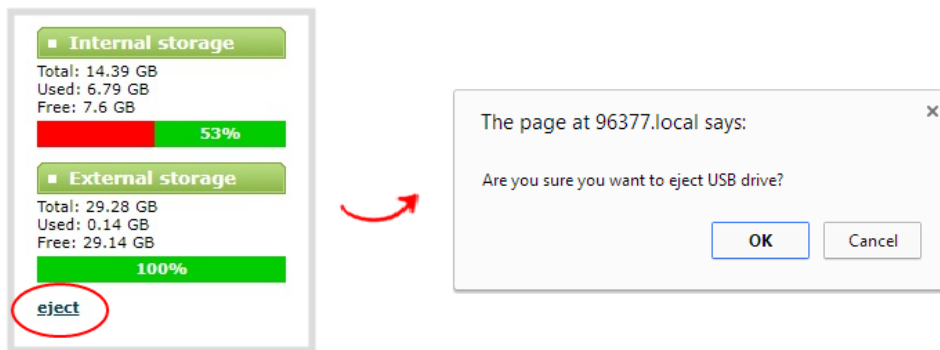 Internal storage
Total: 14.39 GB
Used: 6.79 GB
Free: 7.6 GB
53%
External storage
Total: 29.28 GB
Used: 0.14 GB
Free: 29.14 GB
100%
eject
The page at 96377.local says:
Are you sure you want to eject USB drive?
OK
Cancel